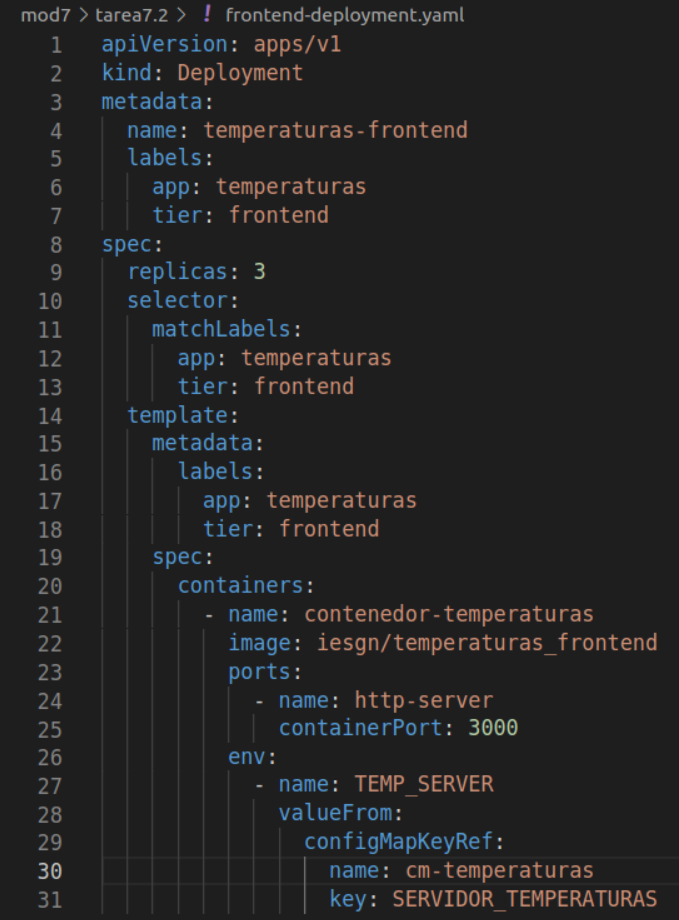 mod7 > tarea7.2 > ! frontend-deployment.yaml
1 apiVersion: apps/v1
2 kind: Deployment
3 metadata:
4   name: temperaturas-frontend
5   labels:
6     app: temperaturas
7     tier: frontend
8 spec:
9   replicas: 3
10   selector:
11     matchLabels:
12       app: temperaturas
13       tier: frontend
14   template:
15     metadata:
16       labels:
17         app: temperaturas
18         tier: frontend
19     spec:
20       containers:
21         - name: contenedor-temperaturas
22           image: iesgn/temperaturas_frontend
23           ports:
24             - name: http-server
25               containerPort: 3000
26           env:
27             - name: TEMP_SERVER
28               valueFrom:
29                 configMapKeyRef:
30                   name: cm-temperaturas
31                   key: SERVIDOR_TEMPERATURAS